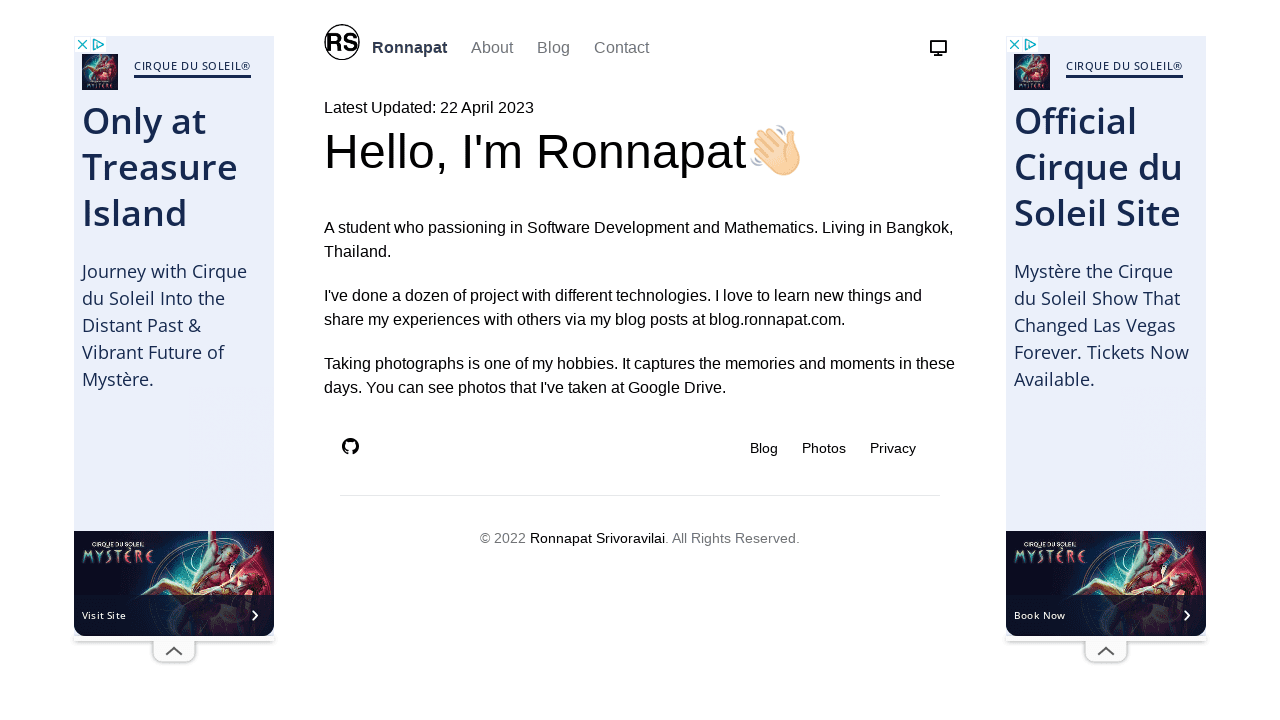 RS
Ronnapat
About
Blog
Contact
Latest Updated: 22 April 2023
Hello, I'm Ronnapat
A student who passioning in Software Development and Mathematics. Living in Bangkok,
Thailand.
I've done a dozen of project with different technologies. I love to learn new things and
share my experiences with others via my blog posts at blog.ronnapat.com.
Taking photographs is one of my hobbies. It captures the memories and moments in these
days. You can see photos that I've taken at Google Drive.
Blog
Photos
Privacy
© 2022 Ronnapat Srivoravilai. All Rights Reserved.
CIRQUE DU SOLEIL®
Only at
Treasure
Island
Journey with Cirque
du Soleil Into the
Distant Past &
Vibrant Future of
Mystère.
CIRQUE DU SOLEIL
MYSTÈRE
Visit Site
CIRQUE DU SOLEIL®
Official
Cirque du
Soleil Site
Mystère the Cirque
du Soleil Show That
Changed Las Vegas
Forever. Tickets Now
Available.
CIRQUE DU SOLEIL
MYSTÈRE
Book Now